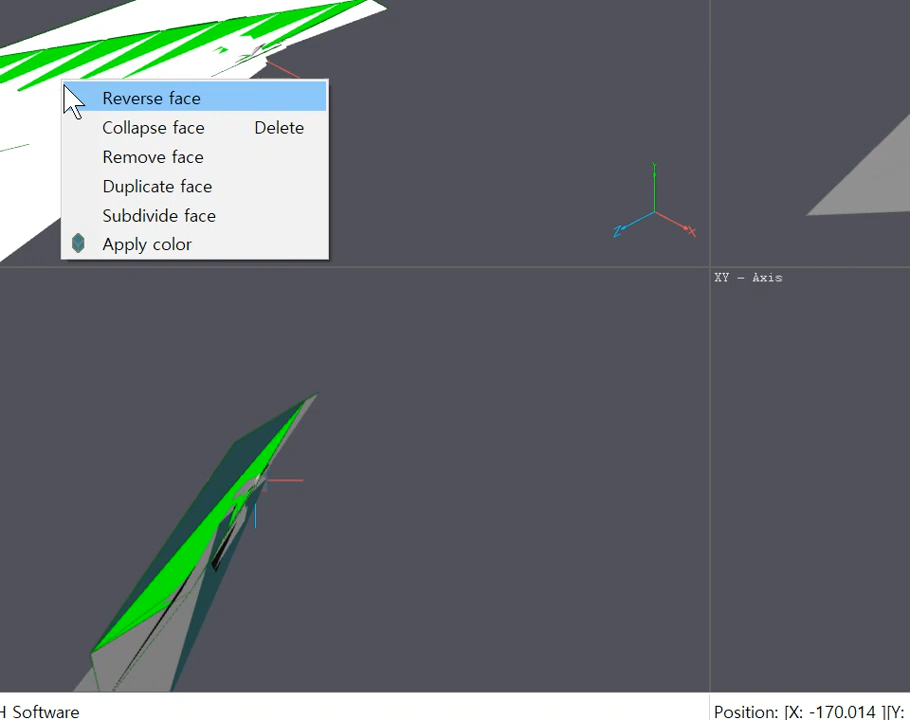 Reverse face
Collapse face Delete
Remove face
Duplicate face
Subdivide face
Apply color
Y
Z
X
XY - Axis
H Software
Position: [X: -170.014 ][Y: